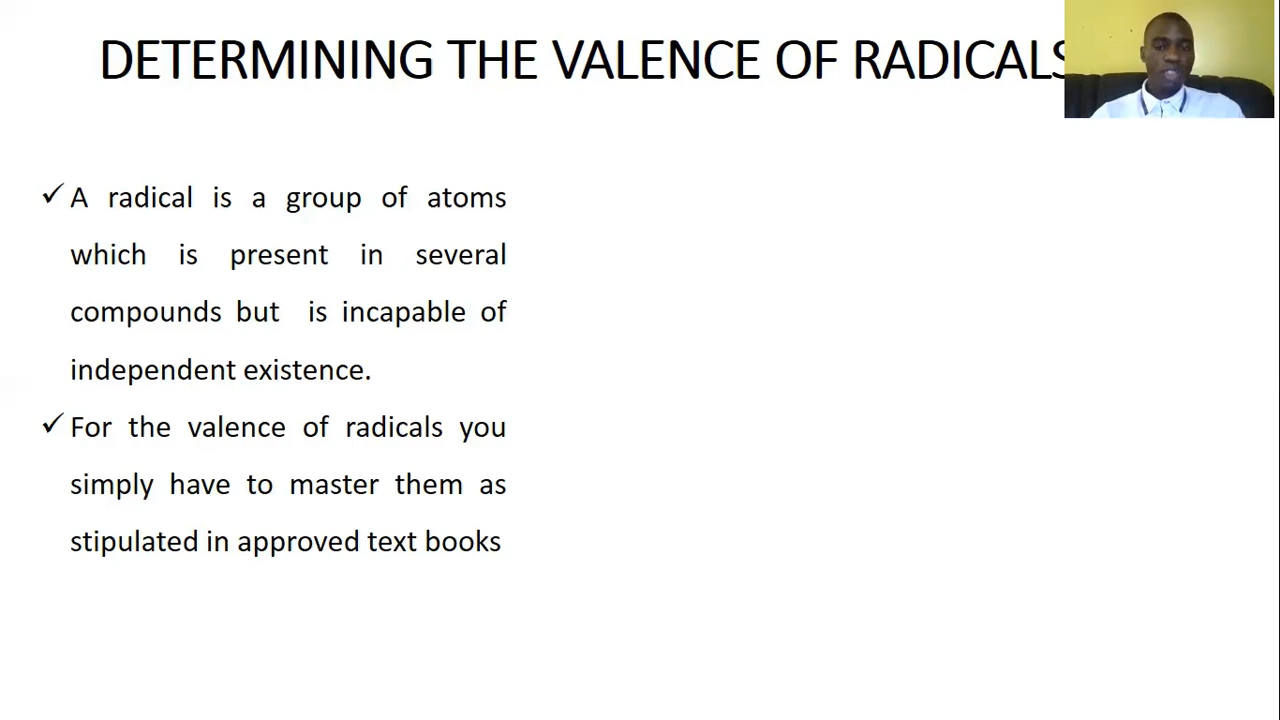 DETERMINING THE VALENCE OF RADICALS
✓ A radical is a group of atoms
which is present in several
compounds but is incapable of
independent existence.
✓ For the valence of radicals you
simply have to master them as
stipulated in approved text books